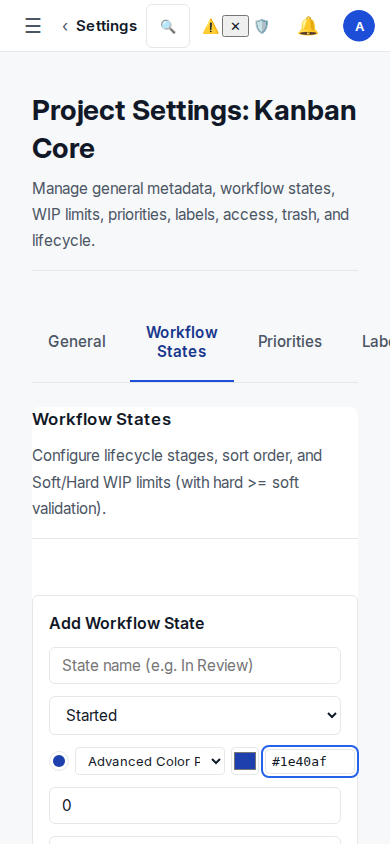 ☰ ‹ Settings 🔍 ⚠️ ✕ 🛡️ 🔔 A
Project Settings: Kanban
Core
Manage general metadata, workflow states,
WIP limits, priorities, labels, access, trash, and
lifecycle.
General
Workflow
States
Priorities
Workflow States
Configure lifecycle stages, sort order, and
Soft/Hard WIP limits (with hard >= soft
validation).
Add Workflow State
State name (e.g. In Review)
Started
Advanced Color #1e40af
0